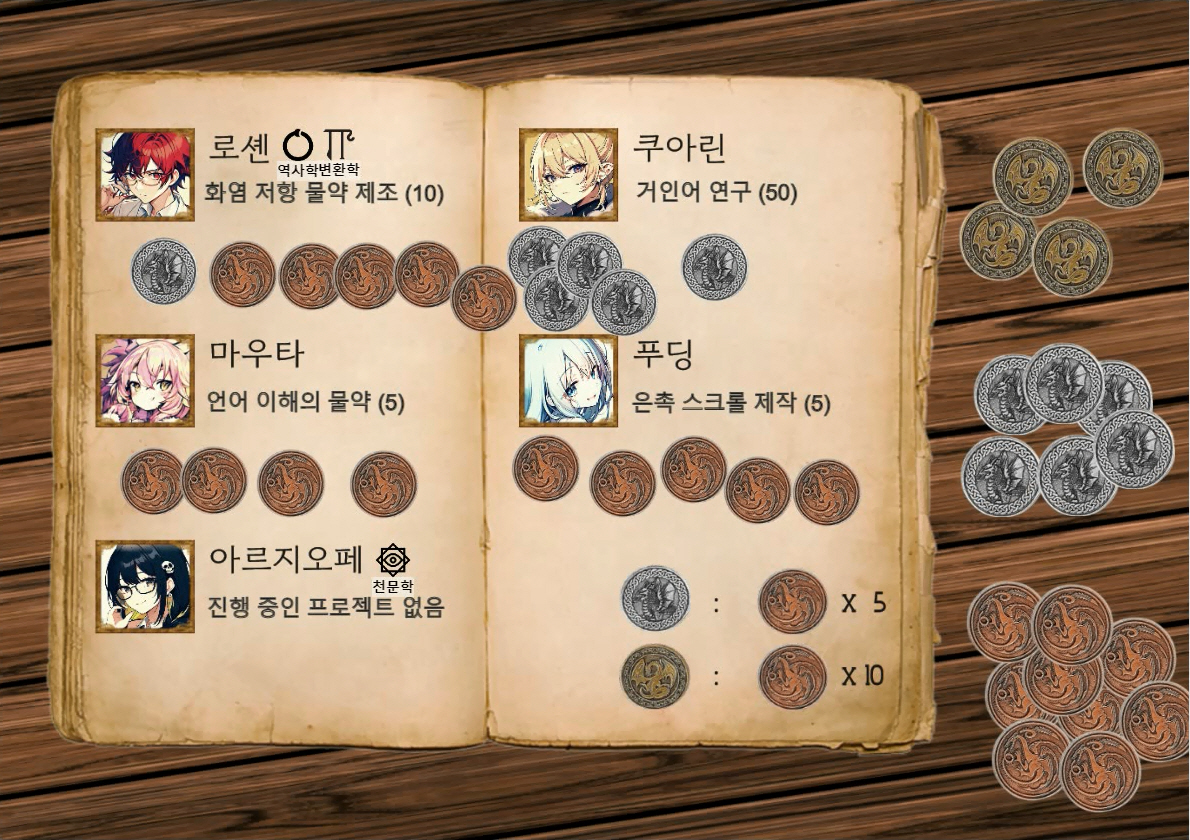 로셴
역사학변환학
화염 저항 물약 제조 (10)
쿠아린
거인어 연구 (50)
마우타
언어 이해의 물약 (5)
푸딩
은촉 스크롤 제작 (5)
아르지오페
천문학
진행 중인 프로젝트 없음
: X 5
: X 10